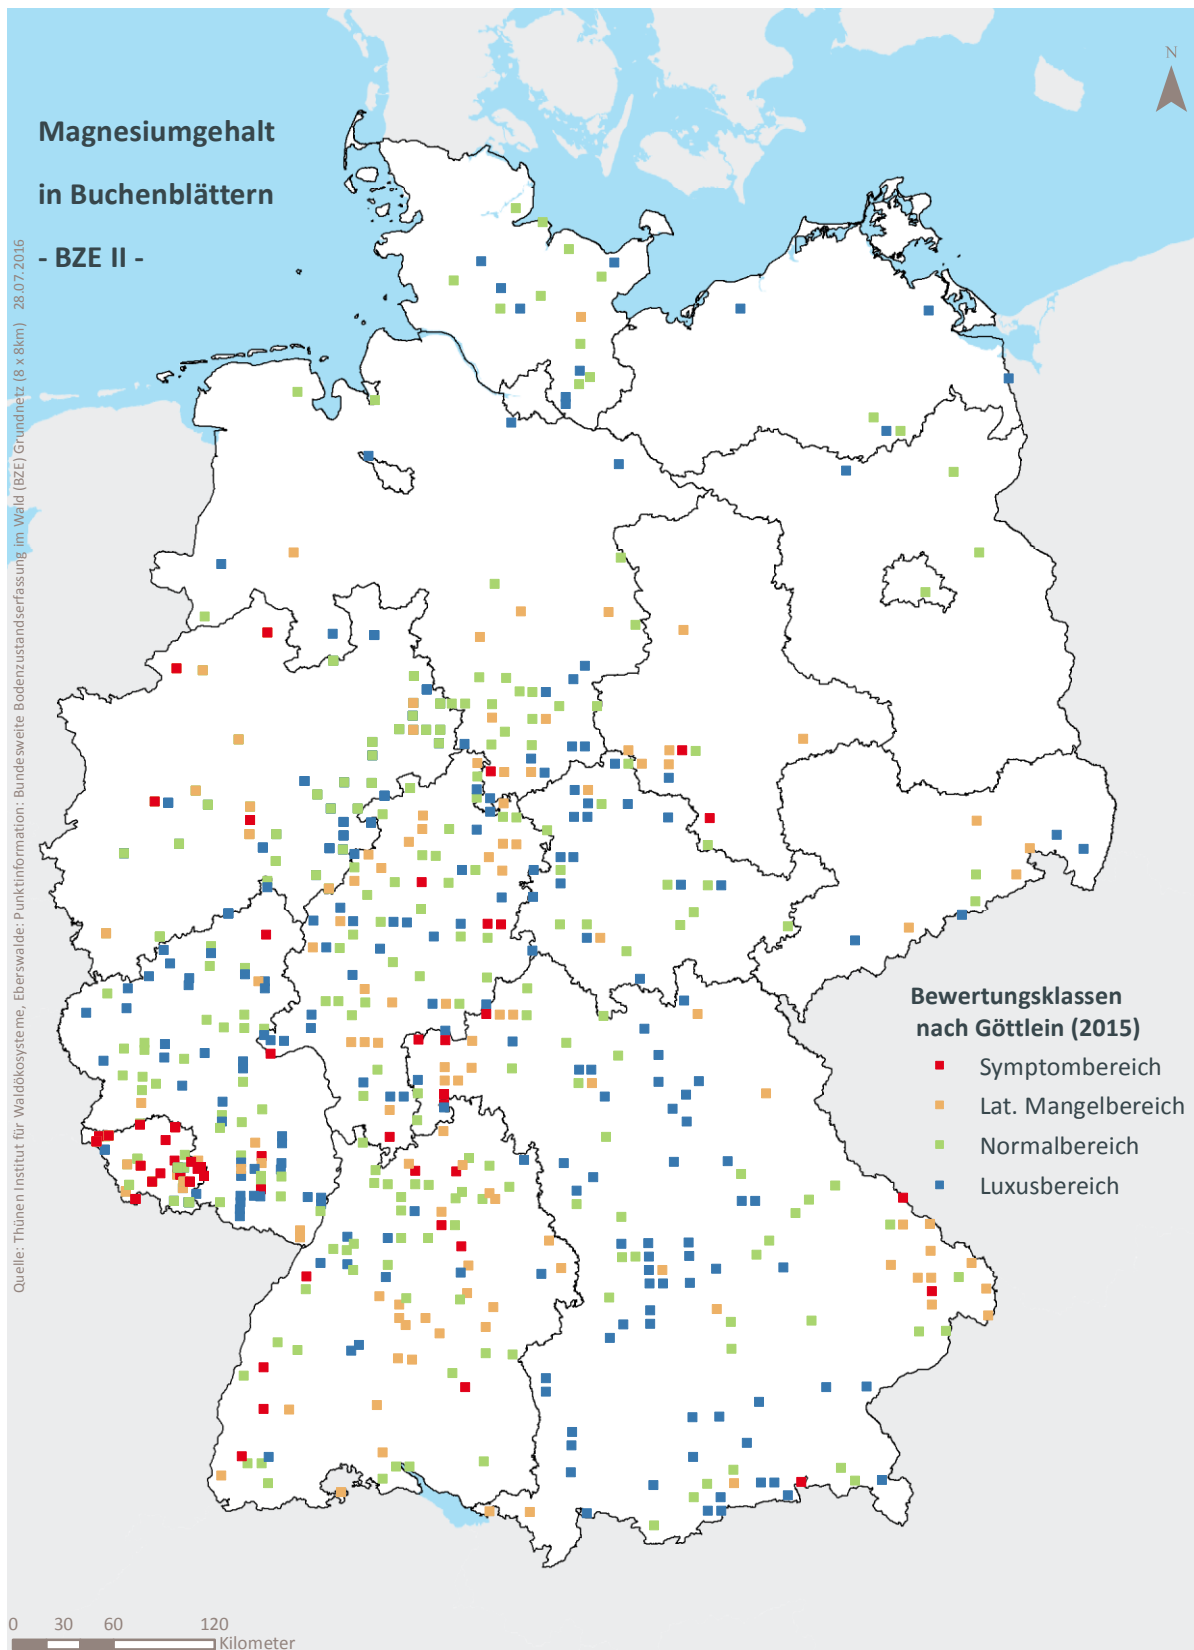 Magnesiumgehalt
in Buchenblättern
- BZE II -
Quelle: Thünen Institut für Waldökosysteme, Eberswalde: Punktinformation: Bundesweite Bodenzustandserfassung im Wald (BZE) Grundnetz (8 x 8km) 28.07.2016
N
Bewertungsklassen
nach Göttlein (2015)
Symptombereich
Lat. Mangelbereich
Normalbereich
Luxusbereich
0 30 60 120
Kilometer